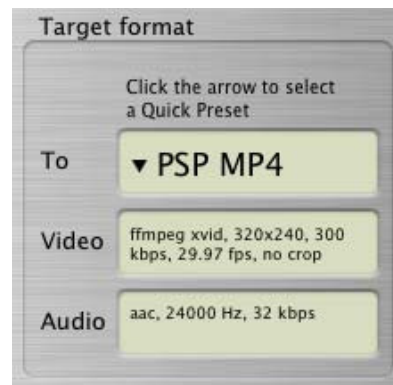 Target format
Click the arrow to select
a Quick Preset
To
▼ PSP MP4
Video
ffmpeg xvid, 320x240, 300
kbps, 29.97 fps, no crop
Audio
aac, 24000 Hz, 32 kbps